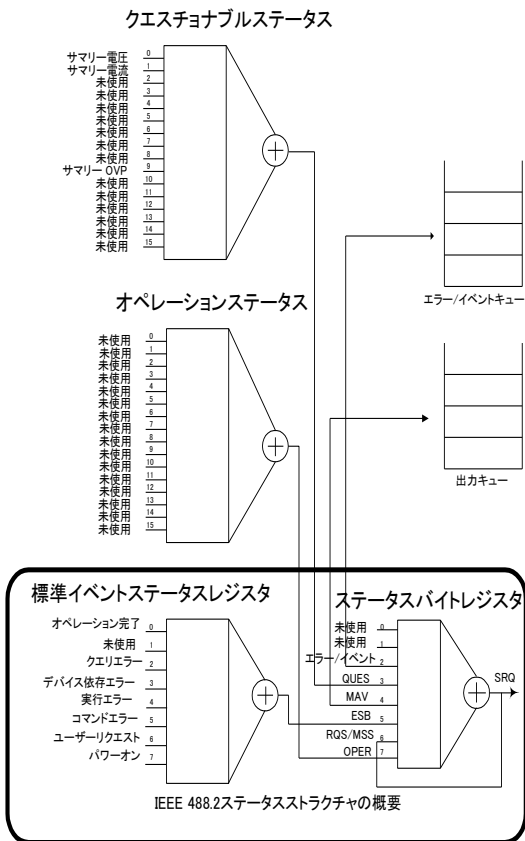 クエスチョナブルステータス
サマリー電圧 0
サマリー電流 1
未使用 2
未使用 3
未使用 4
未使用 5
未使用 6
未使用 7
未使用 8
サマリー OVP 9
未使用 10
未使用 11
未使用 12
未使用 13
未使用 14
未使用 15
エラー/イベントキュー
オペレーションステータス
未使用 0
未使用 1
未使用 2
未使用 3
未使用 4
未使用 5
未使用 6
未使用 7
未使用 8
未使用 9
未使用 10
未使用 11
未使用 12
未使用 13
未使用 14
未使用 15
出力キュー
標準イベントステータスレジスタ
オペレーション完了 0
未使用 1
クエリエラー 2
デバイス依存エラー 3
実行エラー 4
コマンドエラー 5
ユーザーリクエスト 6
パワーオン 7
ステータスバイトレジスタ
未使用 0
未使用 1
エラー/イベント 2
QUES 3
MAV 4
ESB 5
RQS/MSS 6
OPER 7
SRQ
IEEE 488.2ステータスストラクチャの概要